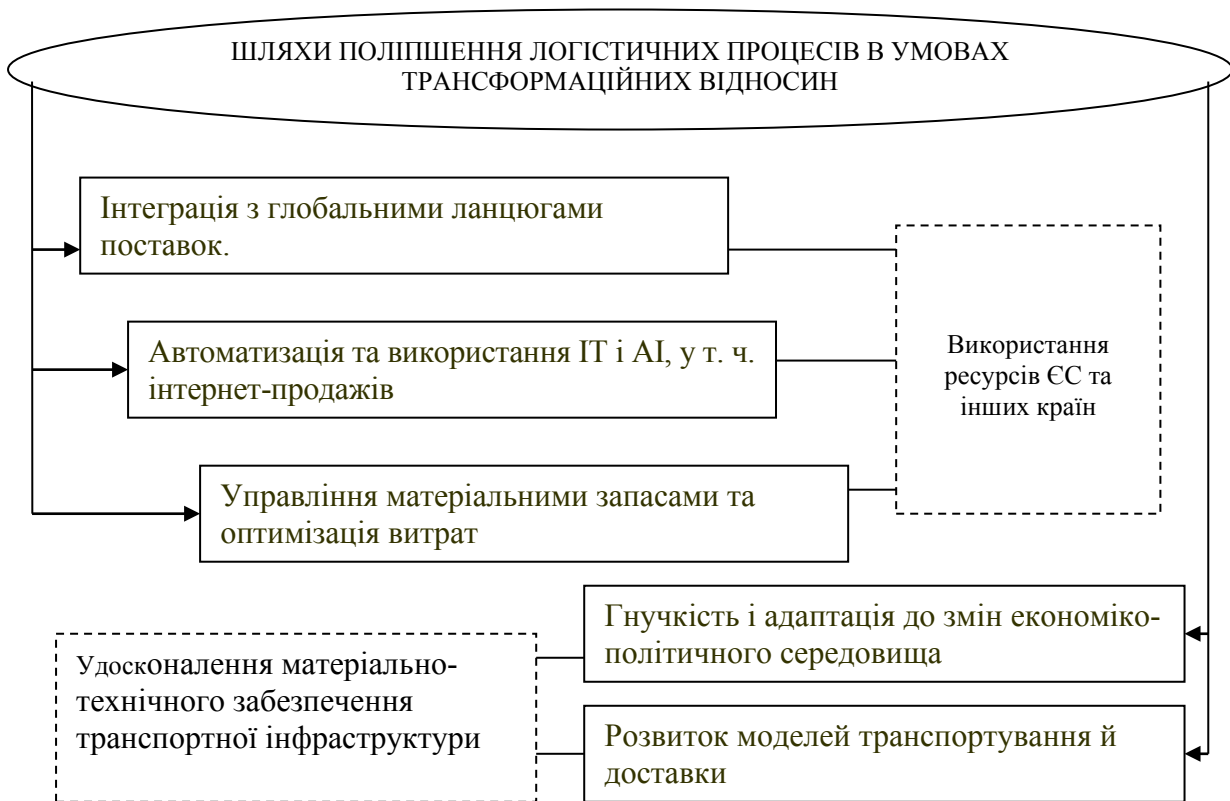 ШЛЯХИ ПОЛІПШЕННЯ ЛОГІСТИЧНИХ ПРОЦЕСІВ В УМОВАХ
ТРАНСФОРМАЦІЙНИХ ВІДНОСИН
Інтеграція з глобальними ланцюгами
поставок.
Автоматизація та використання ІТ і АІ, у т. ч.
інтернет-продажів
Використання
ресурсів ЄС та
інших країн
Управління матеріальними запасами та
оптимізація витрат
Гнучкість і адаптація до змін економіко-
політичного середовища
Удосконалення матеріально-
технічного забезпечення
транспортної інфраструктури
Розвиток моделей транспортування й
доставки